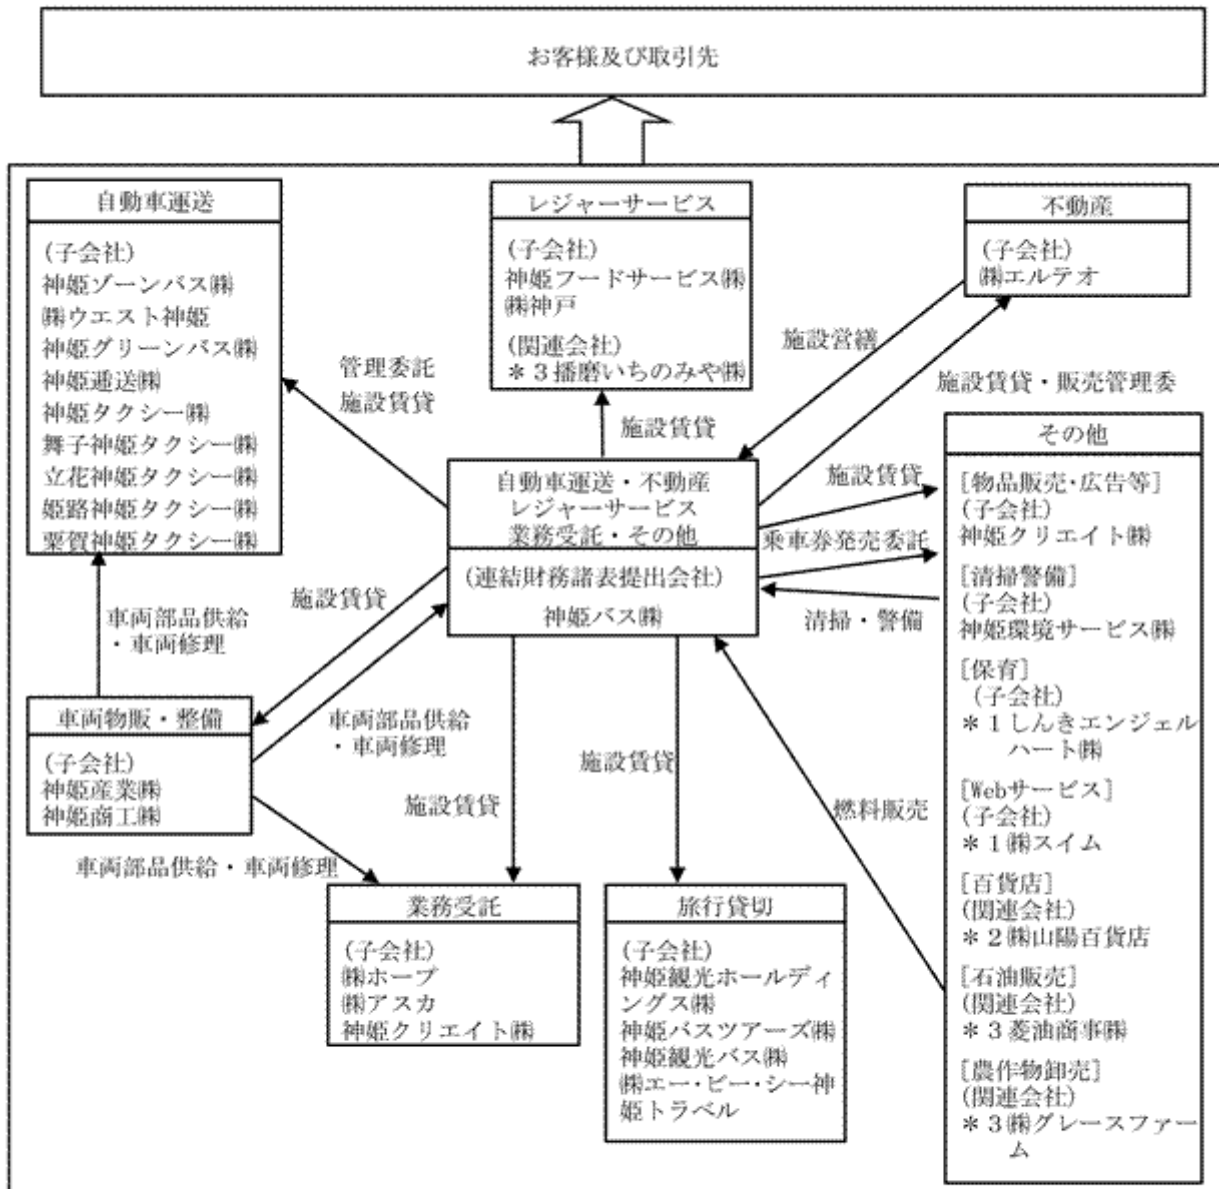 お客様及び取引先
自動車運送
(子会社)
神姫ゾーンバス㈱
㈱ウエスト神姫
神姫グリーンバス㈱
神姫逓送㈱
神姫タクシー㈱
舞子神姫タクシー㈱
立花神姫タクシー㈱
姫路神姫タクシー㈱
粟賀神姫タクシー㈱
レジャーサービス
(子会社)
神姫フードサービス㈱
㈱神戸
(関連会社)
＊３播磨いちのみや㈱
不動産
(子会社)
㈱エルテオ
管理委託
施設賃貸
施設賃貸
施設営繕
施設賃貸・販売管理委
自動車運送・不動産
レジャーサービス
業務受託・その他
(連結財務諸表提出会社)
神姫バス㈱
施設賃貸
乗車券発売委託
清掃・警備
その他
[物品販売･広告等]
(子会社)
神姫クリエイト㈱
[清掃警備]
(子会社)
神姫環境サービス㈱
[保育]
(子会社)
＊１しんきエンジェル
ハート㈱
[Webサービス]
(子会社)
＊１㈱スイム
[百貨店]
(関連会社)
＊２㈱山陽百貨店
[石油販売]
(関連会社)
＊３菱油商事㈱
[農作物卸売]
(関連会社)
＊３㈱グレースファー
ム
車両部品供給
・車両修理
施設賃貸
車両物販・整備
(子会社)
神姫産業㈱
神姫商工㈱
車両部品供給
・車両修理
施設賃貸
施設賃貸
燃料販売
車両部品供給・車両修理
業務受託
(子会社)
㈱ホープ
㈱アスカ
神姫クリエイト㈱
旅行貸切
(子会社)
神姫観光ホールディ
ングス㈱
神姫バスツアーズ㈱
神姫観光バス㈱
㈱エー･ビー･シー神
姫トラベル